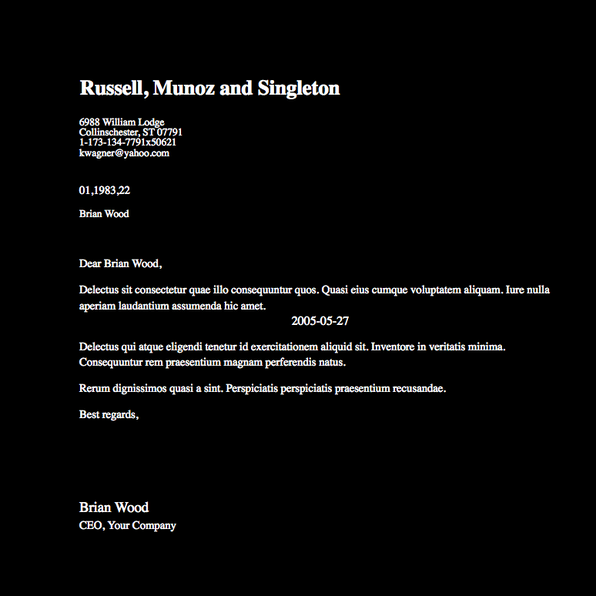 Russell, Munoz and Singleton
6988 William Lodge
Collinschester, ST 07791
1-173-134-7791x50621
kwagner@yahoo.com
01,1983,22
Brian Wood
Dear Brian Wood,
Delectus sit consectetur quae illo consequuntur quos. Quasi eius cumque voluptatem aliquam. Iure nulla
aperiam laudantium assumenda hic amet.
2005-05-27
Delectus qui atque eligendi tenetur id exercitationem aliquid sit. Inventore in veritatis minima.
Consequuntur rem praesentium magnam perferendis natus.
Rerum dignissimos quasi a sint. Perspiciatis perspiciatis praesentium recusandae.
Best regards,
Brian Wood
CEO, Your Company